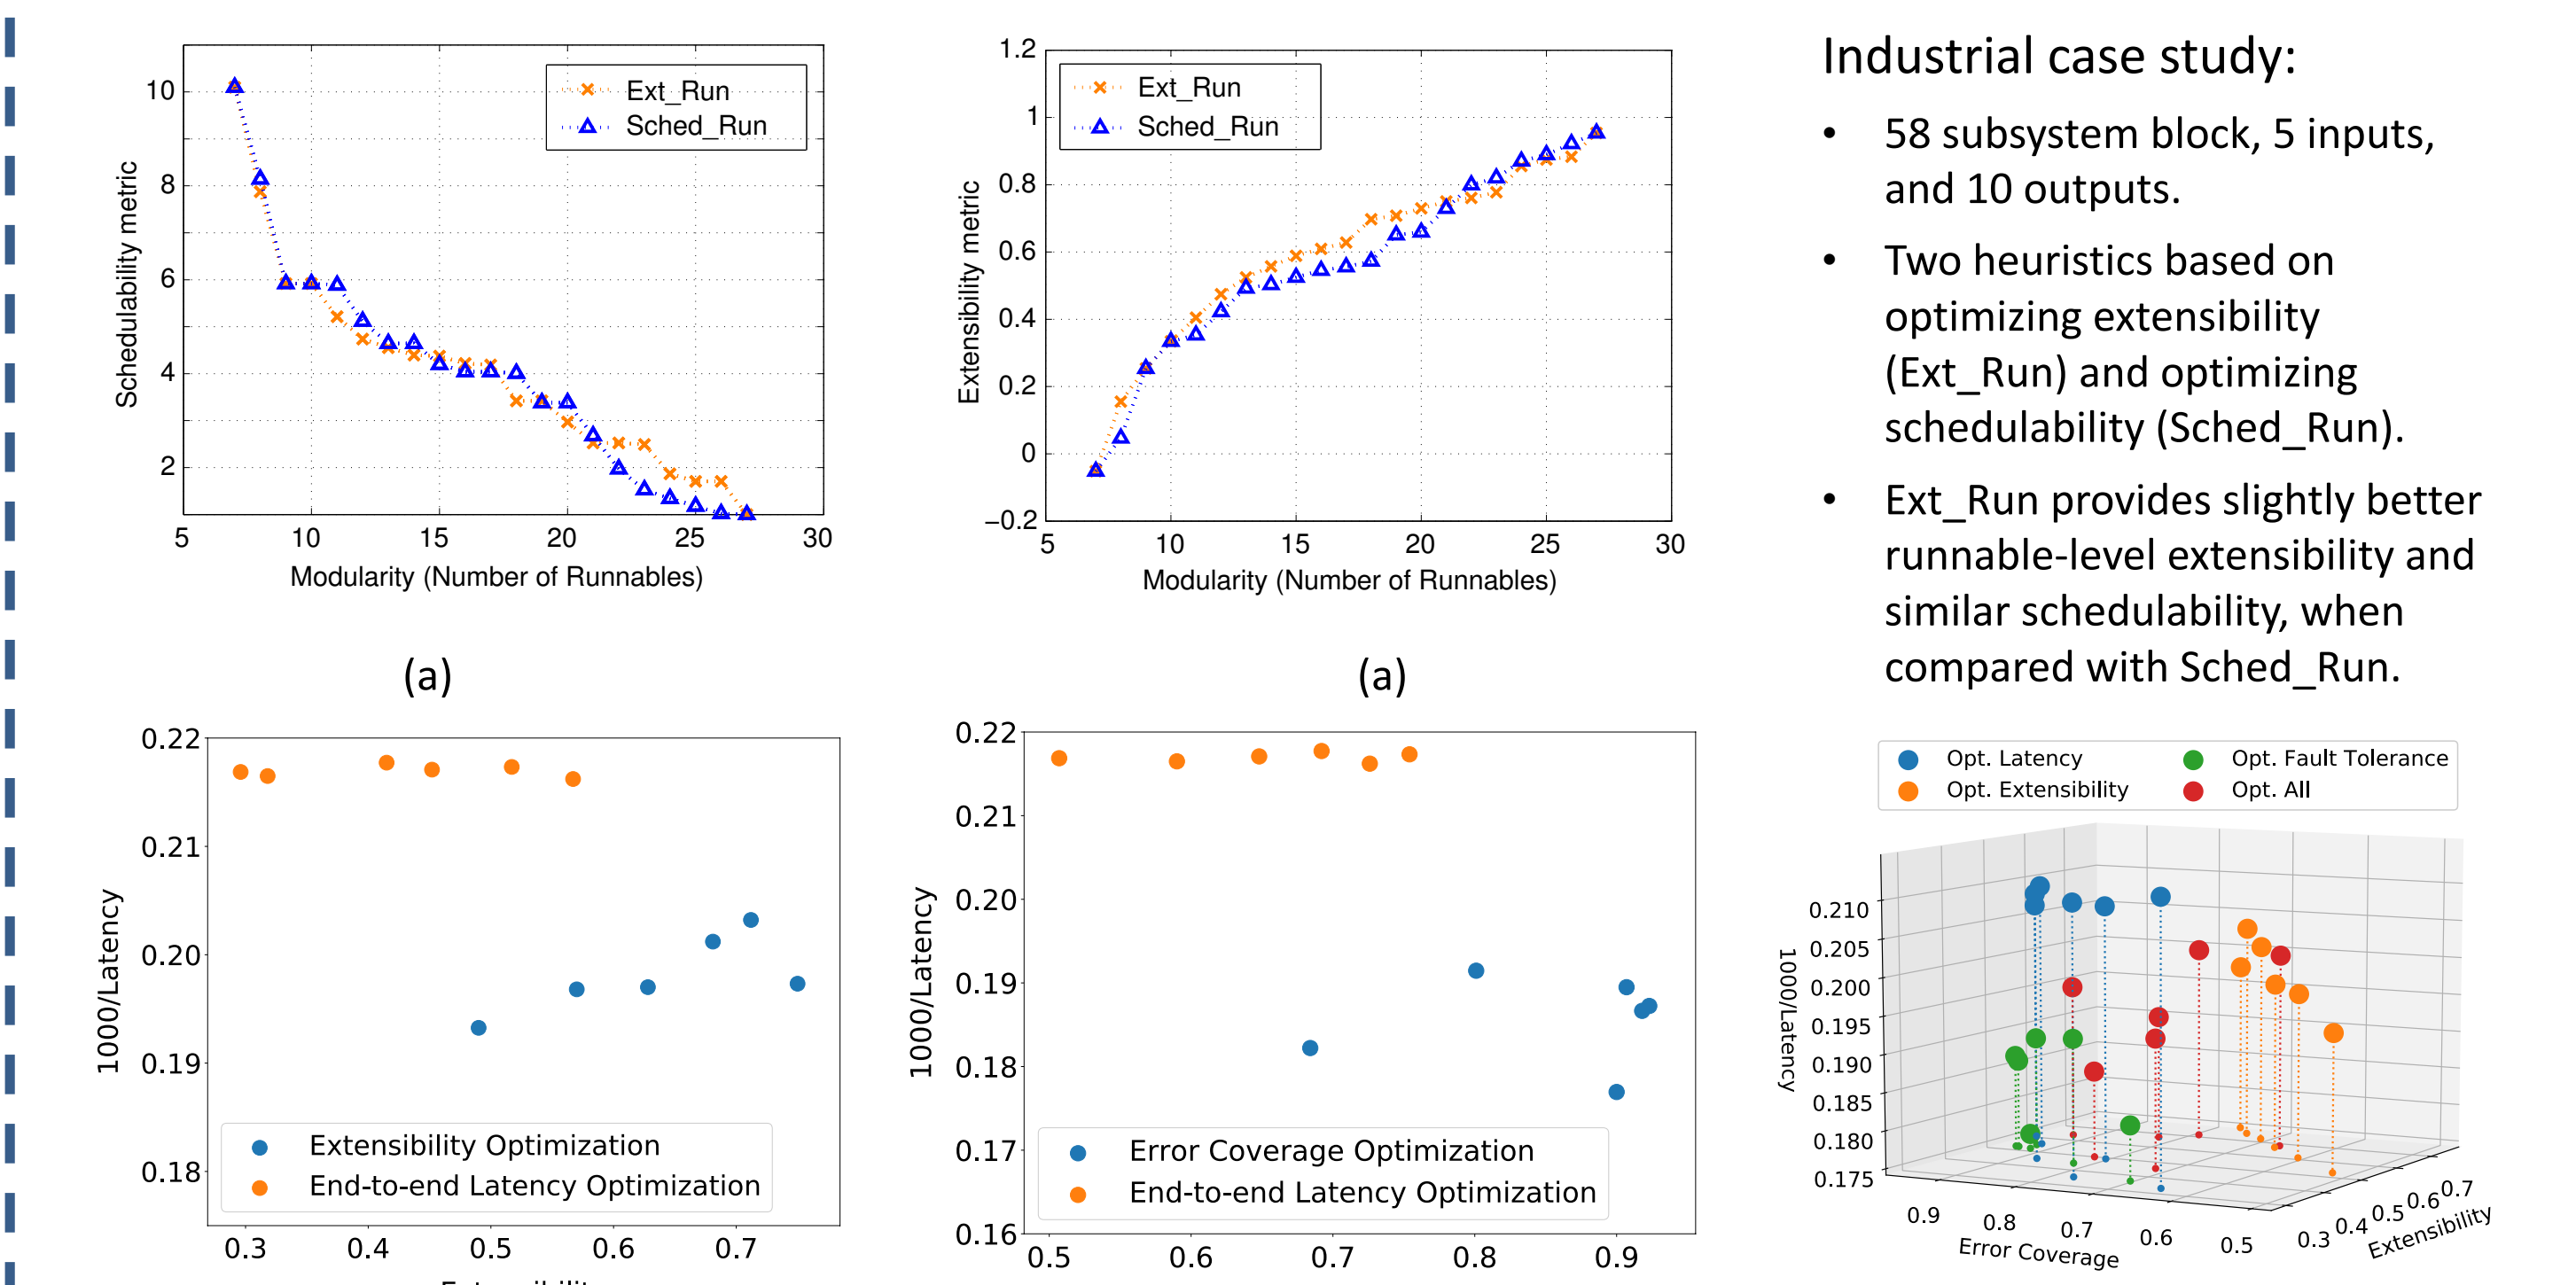 10
8
6
4
2
5
10
15
20
25
30
Schedulability metric
Modularity (Number of Runnables)
Ext_Run
Sched_Run
(a)
1.2
1
0.8
0.6
0.4
0.2
0
−0.2
5
10
15
20
25
30
Extensibility metric
Modularity (Number of Runnables)
Ext_Run
Sched_Run
(a)
Industrial case study:
• 58 subsystem block, 5 inputs,
and 10 outputs.
• Two heuristics based on
optimizing extensibility
(Ext_Run) and optimizing
schedulability (Sched_Run).
• Ext_Run provides slightly better
runnable-level extensibility and
similar schedulability, when
compared with Sched_Run.
0.22
0.21
0.20
0.19
0.18
1000/Latency
Extensibility Optimization
End-to-end Latency Optimization
0.3
0.4
0.5
0.6
0.7
0.22
0.21
0.20
0.19
0.18
0.17
0.16
1000/Latency
Error Coverage Optimization
End-to-end Latency Optimization
0.5
0.6
0.7
0.8
0.9
Opt. Latency
Opt. Extensibility
Opt. Fault Tolerance
Opt. All
0.210
0.205
0.200
0.195
0.190
0.185
0.180
0.175
1000/Latency
0.9
0.8
0.7
0.6
0.5
Error Coverage
0.3
0.4
0.5
0.6
0.7
Extensibility